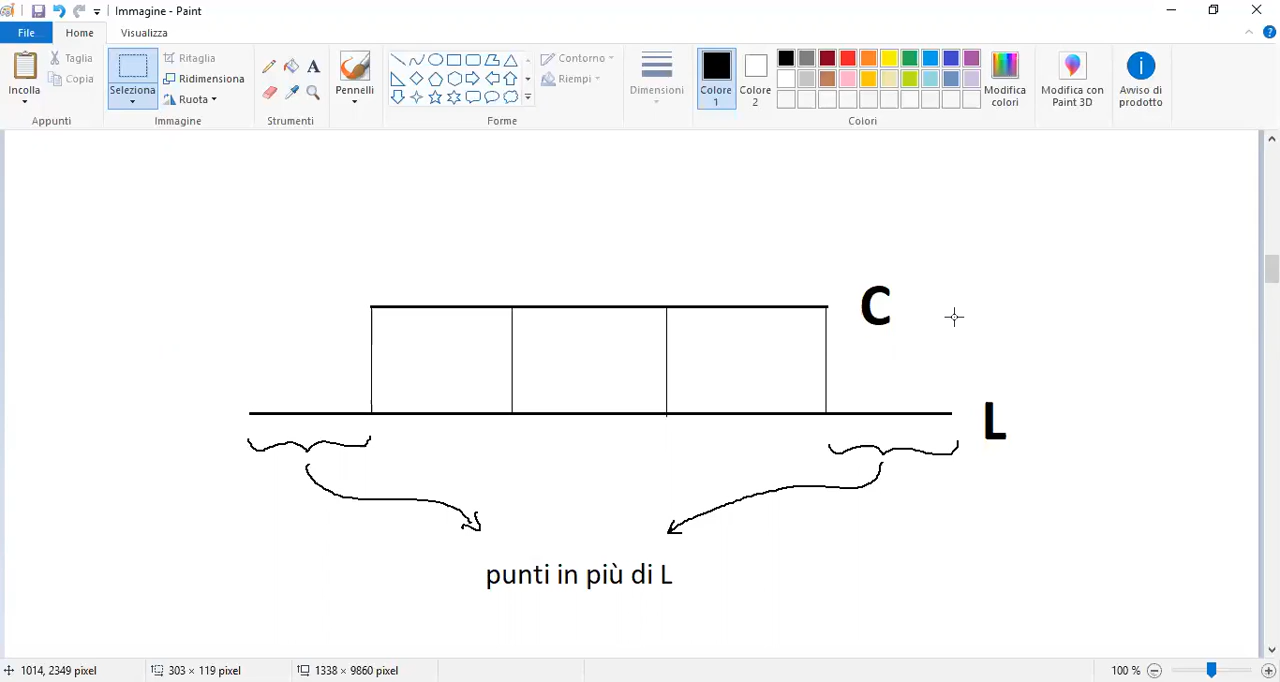 Immagine - Paint
File
Home
Visualizza
Incolla
Taglia
Copia
Appunti
Seleziona
Ritaglia
Ridimensiona
Ruota
Immagine
A
Strumenti
Pennelli
Contorno
Riempi
Forme
Dimensioni
Colore 1
Colore 2
Modifica colori
Colori
Modifica con Paint 3D
Avviso di prodotto
C
L
punti in più di L
1014, 2349 pixel
303 × 119 pixel
1338 × 9860 pixel
100 %